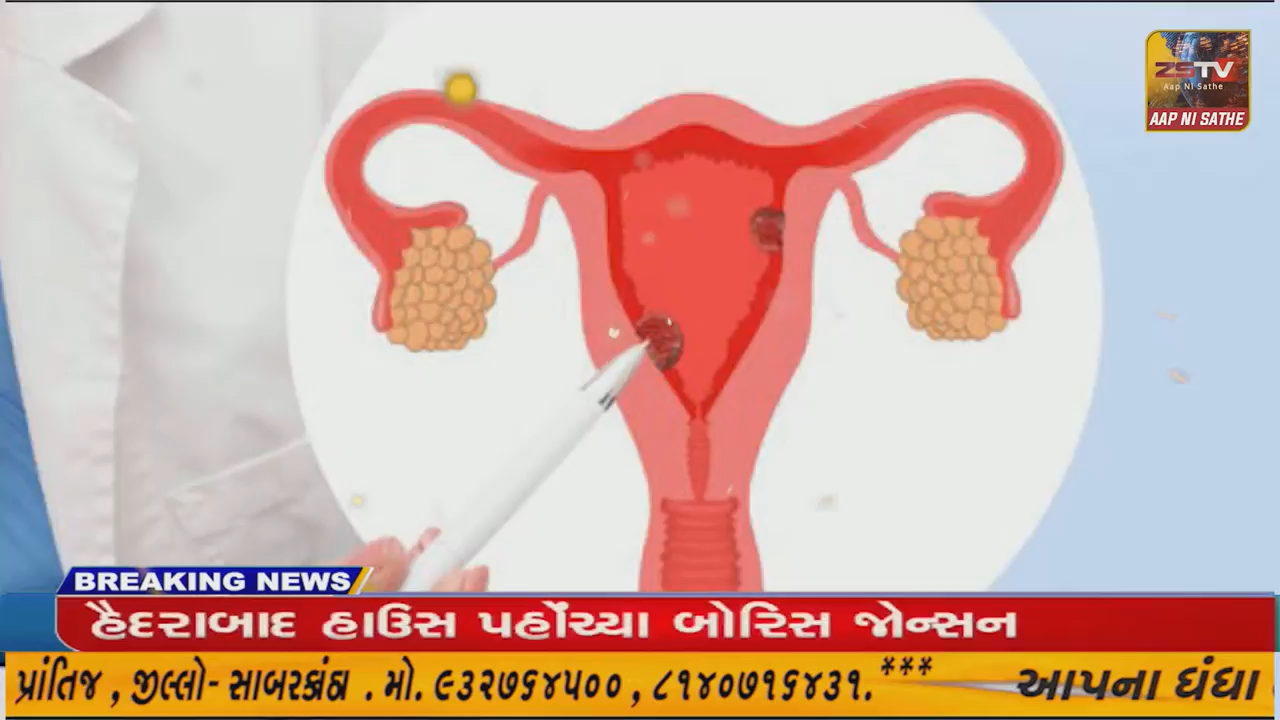 ZSTV
Aap Ni Sathe
AAP NI SATHE
BREAKING NEWS
હૈદરાબાદ હાઉસ પહોંચ્યા બોરિસ જોન્સન
પ્રાંતિજ , જીલ્લો- સાબરકાંઠા . મો. ૯૩૨૭૬૪૫૦૦ , ૮૧૪૦૭૧૬૪૩૧.*** આપના ધંધા